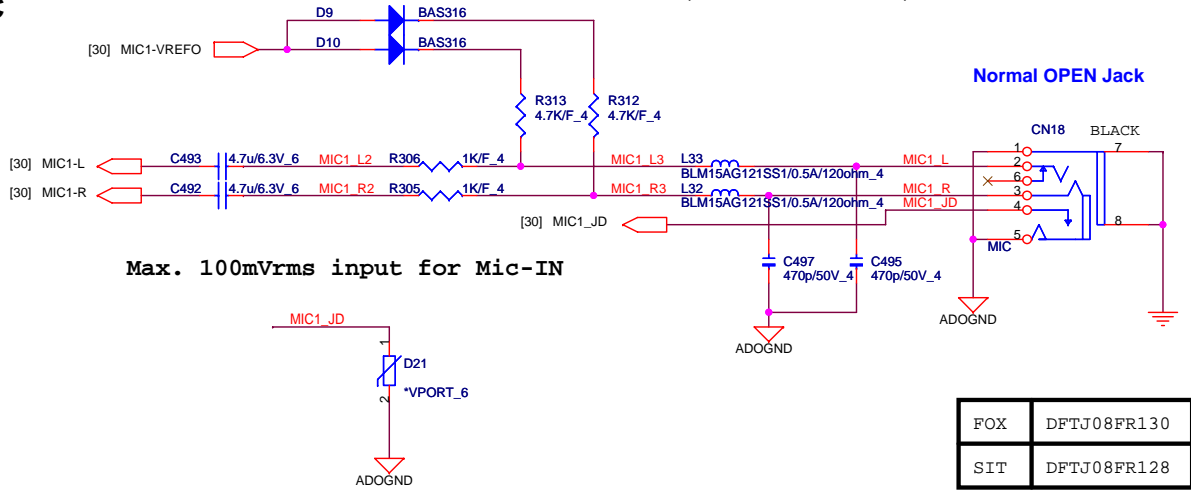 D9 BAS316
[30] MIC1-VREFO
D10 BAS316
Normal OPEN Jack
R313
4.7K/F_4
R312
4.7K/F_4
CN18 BLACK
[30] MIC1-L C493 4.7u/6.3V_6 MIC1_L2 R306 1K/F_4 MIC1_L3 L33 MIC1_L
BLM15AG121SS1/0.5A/120ohm_4
[30] MIC1-R C492 4.7u/6.3V_6 MIC1_R2 R305 1K/F_4 MIC1_R3 L32 MIC1_R
BLM15AG121SS1/0.5A/120ohm_4
MIC1_JD
[30] MIC1_JD
1
2
6
3
4
5
7
8
MIC
Max. 100mVrms input for Mic-IN
C497
470p/50V_4
C495
470p/50V_4
ADOGND
ADOGND
MIC1_JD
1
D21
*VPORT_6
2
ADOGND
FOX DFTJ08FR130
SIT DFTJ08FR128